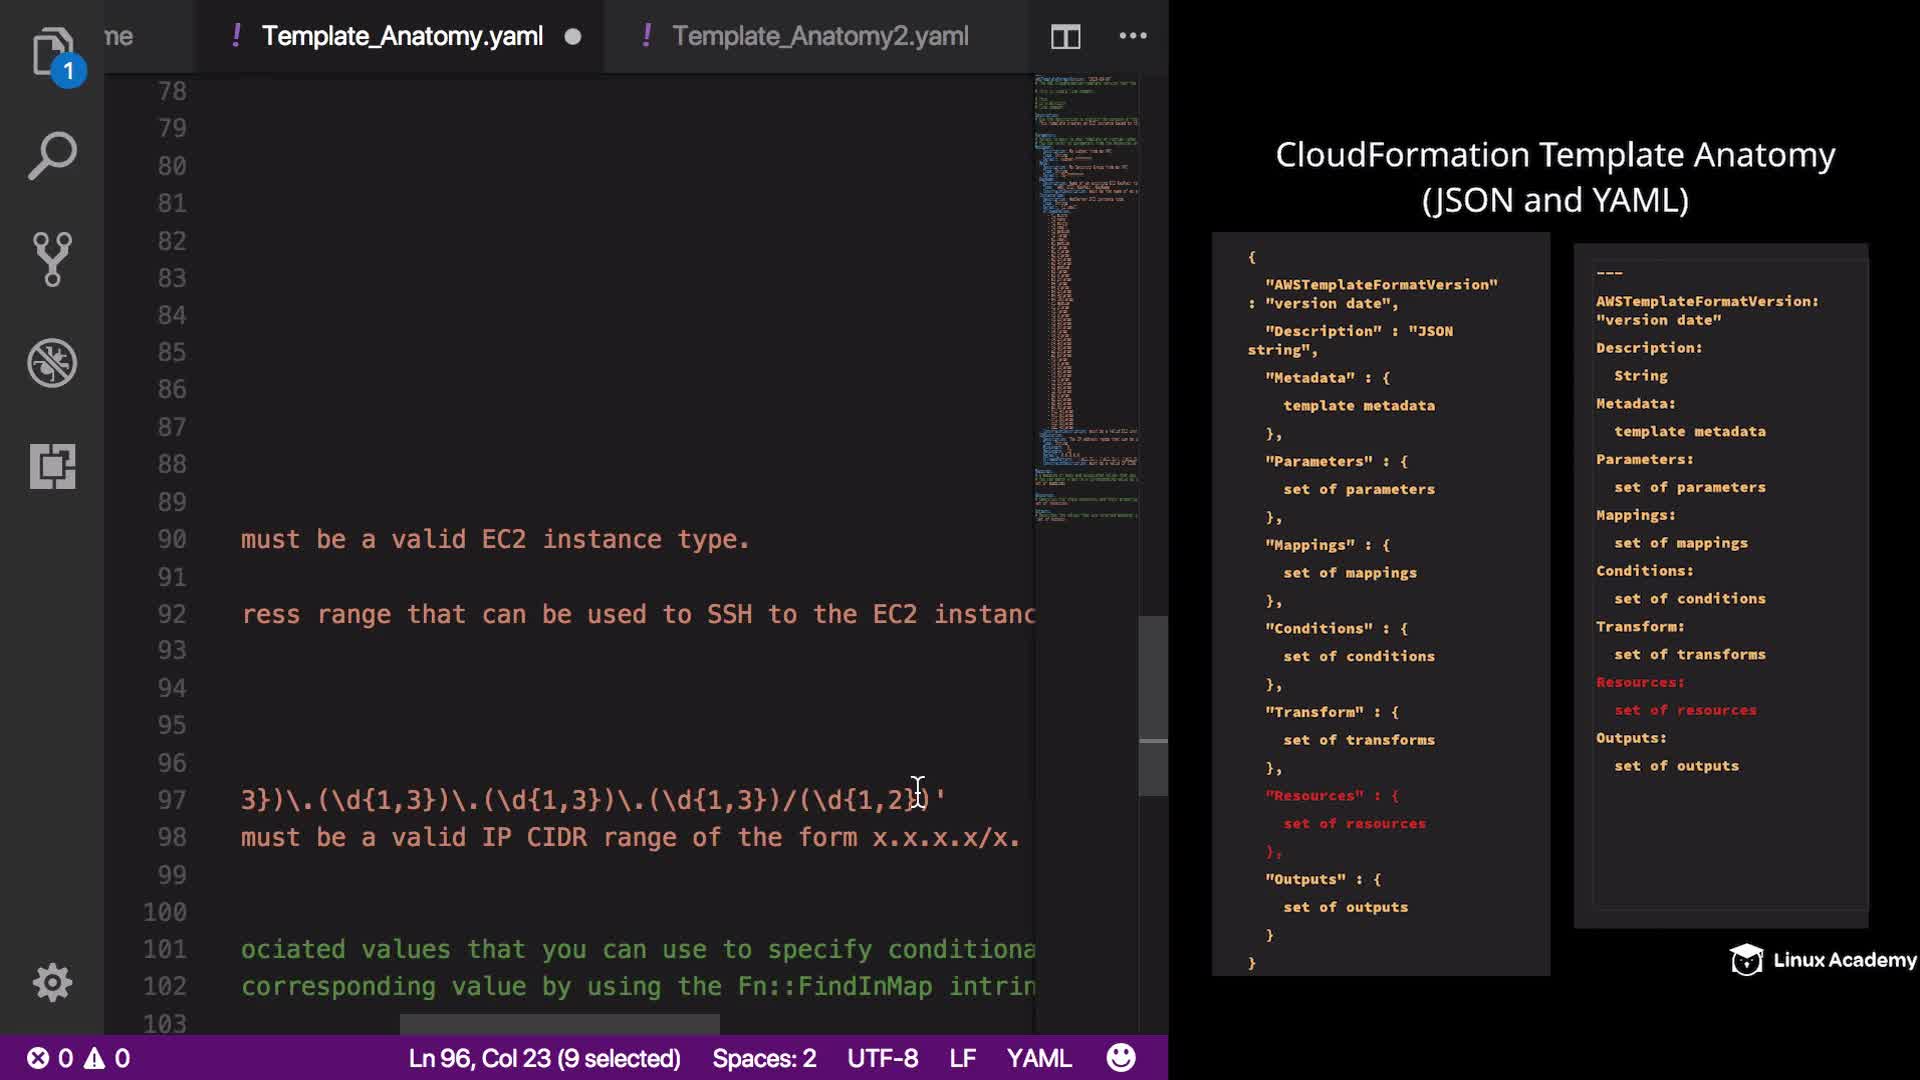 me
! Template_Anatomy.yaml
! Template_Anatomy2.yaml
1
78
79
80
81
82
83
84
85
86
87
88
89
90 must be a valid EC2 instance type.
91
92 ress range that can be used to SSH to the EC2 instanc
93
94
95
96
97 3})\.(\d{1,3})\.(\d{1,3})\.(\d{1,3})/(\d{1,2})'
98 must be a valid IP CIDR range of the form x.x.x.x/x.
99
100
101 ociated values that you can use to specify conditiona
102 corresponding value by using the Fn::FindInMap intrin
103
0 0
Ln 96, Col 23 (9 selected)
Spaces: 2
UTF-8
LF
YAML
CloudFormation Template Anatomy
(JSON and YAML)
{
"AWSTemplateFormatVersion"
: "version date",
"Description" : "JSON
string",
"Metadata" : {
template metadata
},
"Parameters" : {
set of parameters
},
"Mappings" : {
set of mappings
},
"Conditions" : {
set of conditions
},
"Transform" : {
set of transforms
},
"Resources" : {
set of resources
},
"Outputs" : {
set of outputs
}
}
---
AWSTemplateFormatVersion:
"version date"
Description:
String
Metadata:
template metadata
Parameters:
set of parameters
Mappings:
set of mappings
Conditions:
set of conditions
Transform:
set of transforms
Resources:
set of resources
Outputs:
set of outputs
Linux Academy